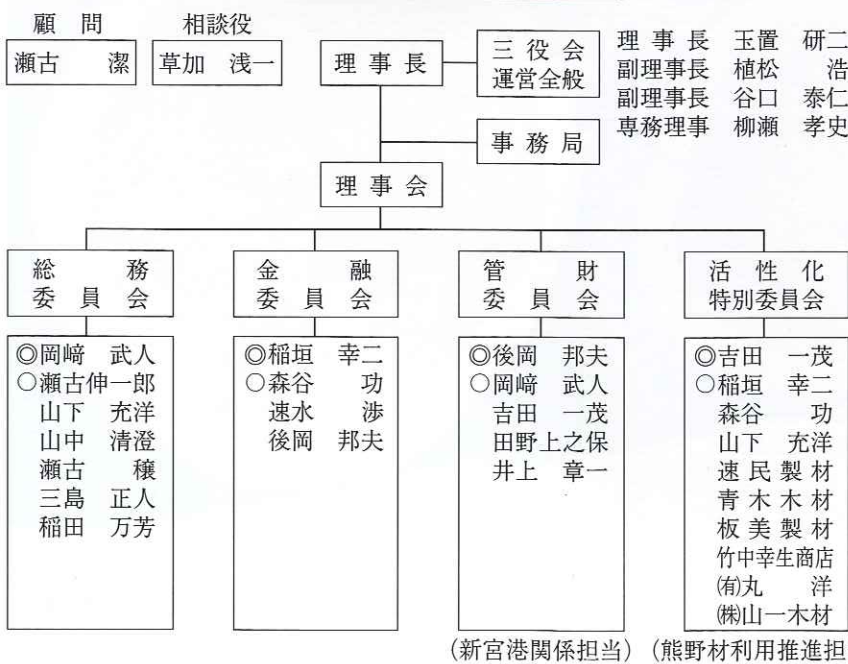 顧問
瀬古 潔
相談役
草加 浅一
理事長
三役会
運営全般
理事長 玉置 研二
副理事長 植松 浩
副理事長 谷口 泰仁
専務理事 柳瀬 孝史
事務局
理事会
総務
委員会
◎岡﨑 武人
○瀬古伸一郎
山下 充洋
山中 清澄
瀬古 穣
三島 正人
稲田 万芳
金融
委員会
◎稲垣 幸二
○森谷 功
速水 渉
後岡 邦夫
管財
委員会
◎後岡 邦夫
○岡﨑 武人
吉田 一茂
田野上之保
井上 章一
(新宮港関係担当)
活性化
特別委員会
◎吉田 一茂
○稲垣 幸二
森谷 功
山下 充洋
速民製材
青木木材
板美製材
竹中幸生商店
㈲丸洋
㈱山一木材
(熊野材利用推進担